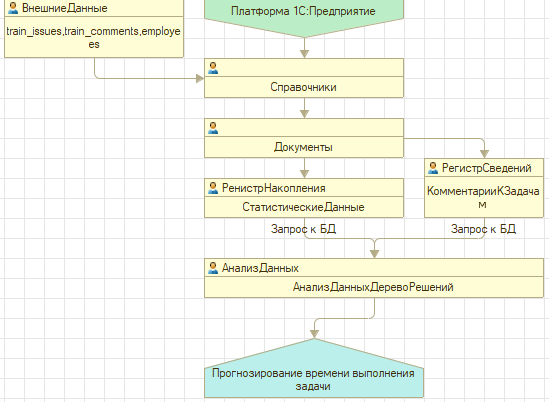 ВнешниеДанные
train_issues,train_comments,employe
es
Платформа 1С:Предприятие
Справочники
Документы
РенистрНакопления
СтатистическиеДанные
РегистрСведений
КомментарииКЗадача
м
Запрос к БД
Запрос к БД
АнализДанных
АнализДанныхДеревоРешений
Прогнозирование времени выполнения
задачи